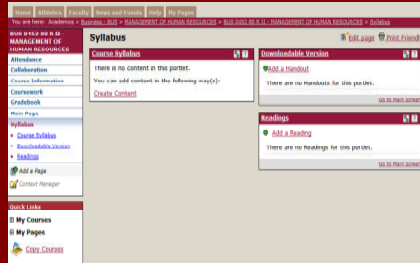 Home Athletics Faculty News and Events Help My Pages
You are here: Academics > Business - BUS > MANAGEMENT OF HUMAN RESOURCES > BUS 0452 80 N II - MANAGEMENT OF HUMAN RESOURCES > Syllabus
BUS 0452 80 N II -
MANAGEMENT OF
HUMAN RESOURCES
Attendance
Collaboration
Course Information
Coursework
Gradebook
Main Page
Syllabus
Course Syllabus
Downloadable Version
Readings
Add a Page
Context Manager
Quick Links
My Courses
My Pages
Copy Courses
Syllabus
Edit page Print Friendly
Course Syllabus
There is no content in this portlet.
You can add content in the following way(s):
Create Content
Downloadable Version
Add a Handout
There are no Handouts for this portlet.
Go to Main Screen
Readings
Add a Reading
There are no Readings for this portlet.
Go to Main Screen